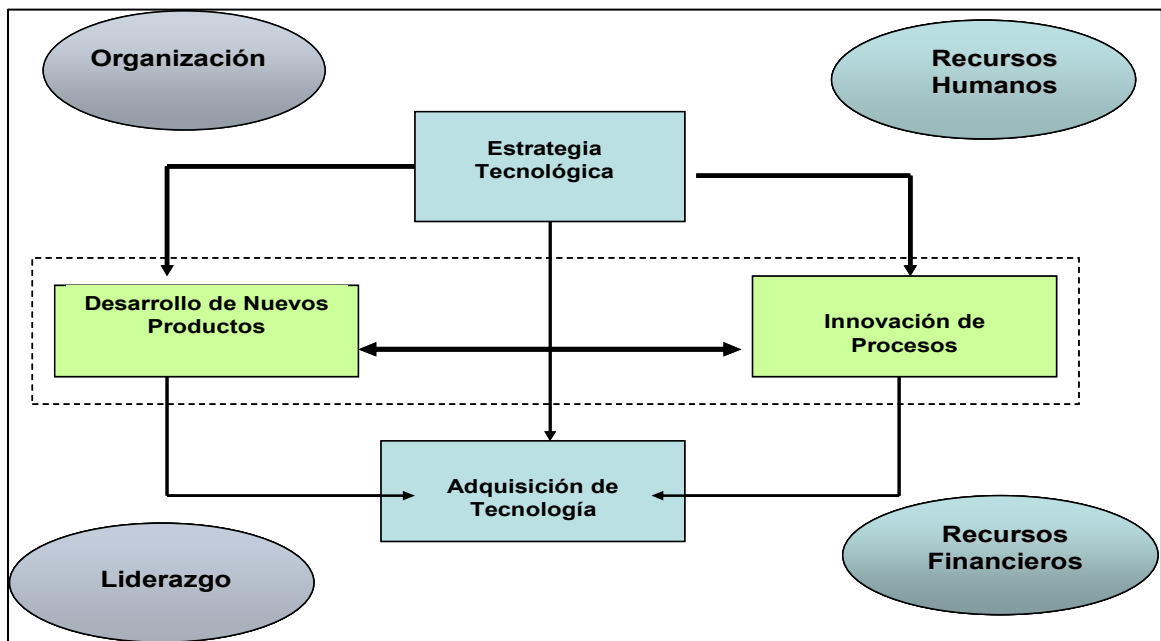 Organización
Recursos
Humanos
Estrategia
Tecnológica
Desarrollo de Nuevos
Productos
Innovación de
Procesos
Adquisición de
Tecnología
Liderazgo
Recursos
Financieros